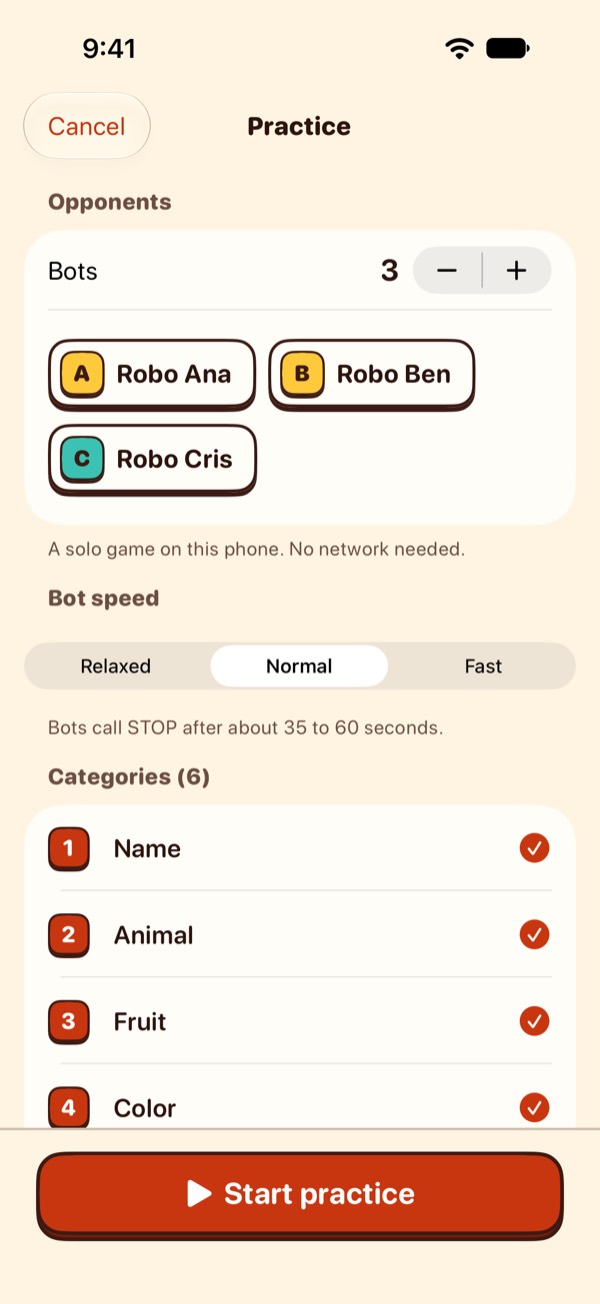 9:41
Cancel
Practice
Opponents
Bots 3 − +
A Robo Ana B Robo Ben
C Robo Cris
A solo game on this phone. No network needed.
Bot speed
Relaxed Normal Fast
Bots call STOP after about 35 to 60 seconds.
Categories (6)
1 Name
2 Animal
3 Fruit
4 Color
Start practice